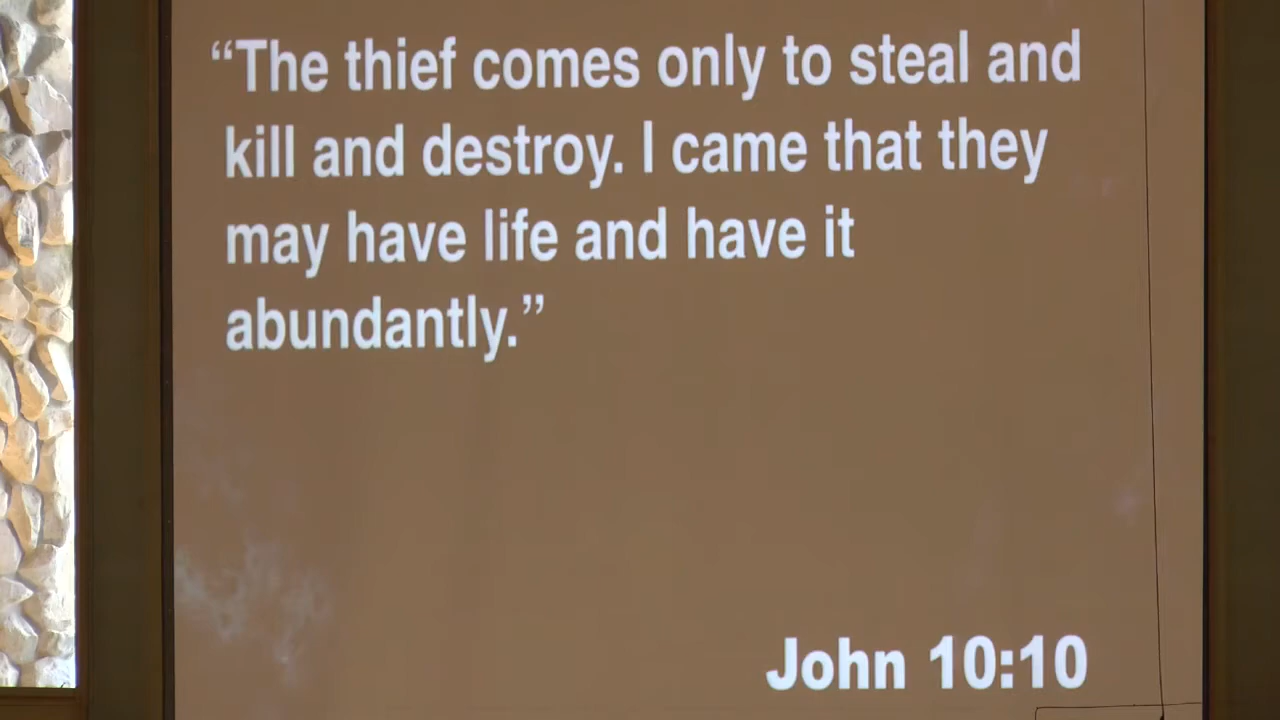 “The thief comes only to steal and
kill and destroy. I came that they
may have life and have it
abundantly.”
John 10:10